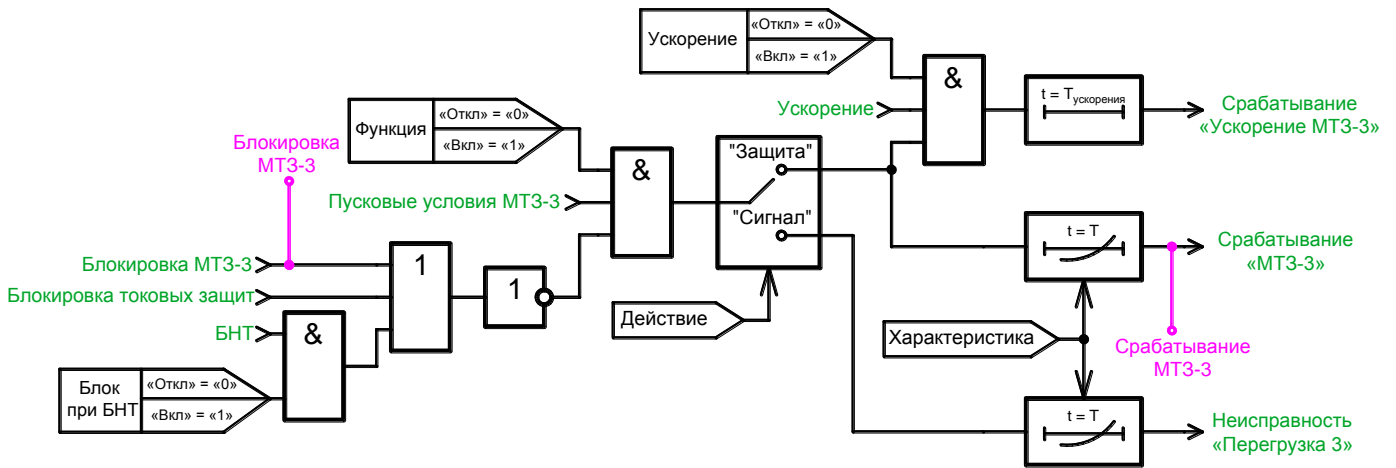 Ускорение
«Откл» = «0»
«Вкл» = «1»
&
t = Tускорения
Ускорение
Срабатывание
«Ускорение МТЗ-3»
Функция
«Откл» = «0»
«Вкл» = «1»
Блокировка
МТЗ-3
&
"Защита"
Пусковые условия МТЗ-3
"Сигнал"
t = T
Срабатывание
«МТЗ-3»
Блокировка МТЗ-3
1
1
Блокировка токовых защит
БНТ
&
Действие
Характеристика
Срабатывание
МТЗ-3
Блок
при БНТ
«Откл» = «0»
«Вкл» = «1»
t = T
Неисправность
«Перегрузка 3»